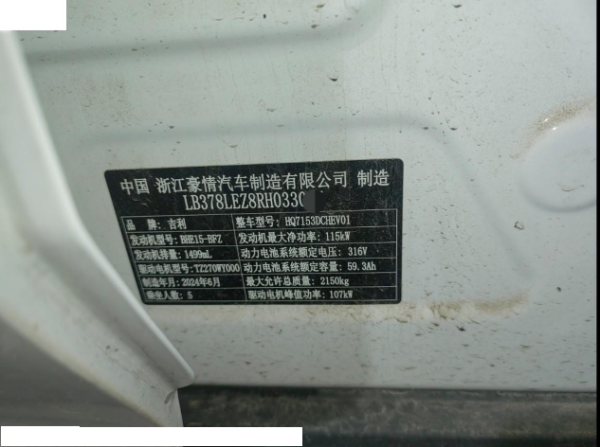 中国 浙江豪情汽车制造有限公司 制造
LB378LEZ8RH0330
品 牌：吉利 整车型号：HQ7153DCHEV01
发动机型号：BHE15-BFZ 发动机最大净功率：115kW
发动机排量：1499mL 动力电池系统额定电压：316V
驱动电机型号：TZ270WY000 动力电池系统额定容量：59.3Ah
制造年月：2024年6月 最大允许总质量：2150kg
乘坐人数：5 驱动电机峰值功率：107kW